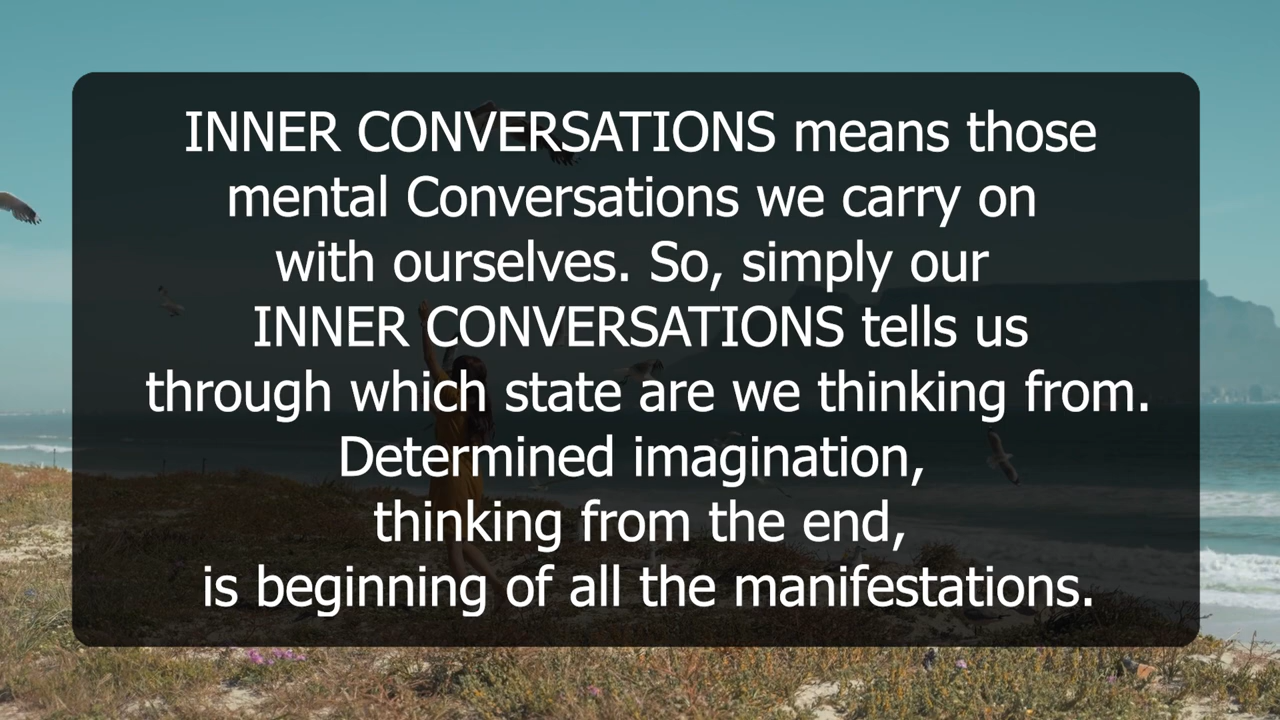 INNER CONVERSATIONS means those
mental Conversations we carry on
with ourselves. So, simply our
INNER CONVERSATIONS tells us
through which state are we thinking from.
Determined imagination,
thinking from the end,
is beginning of all the manifestations.